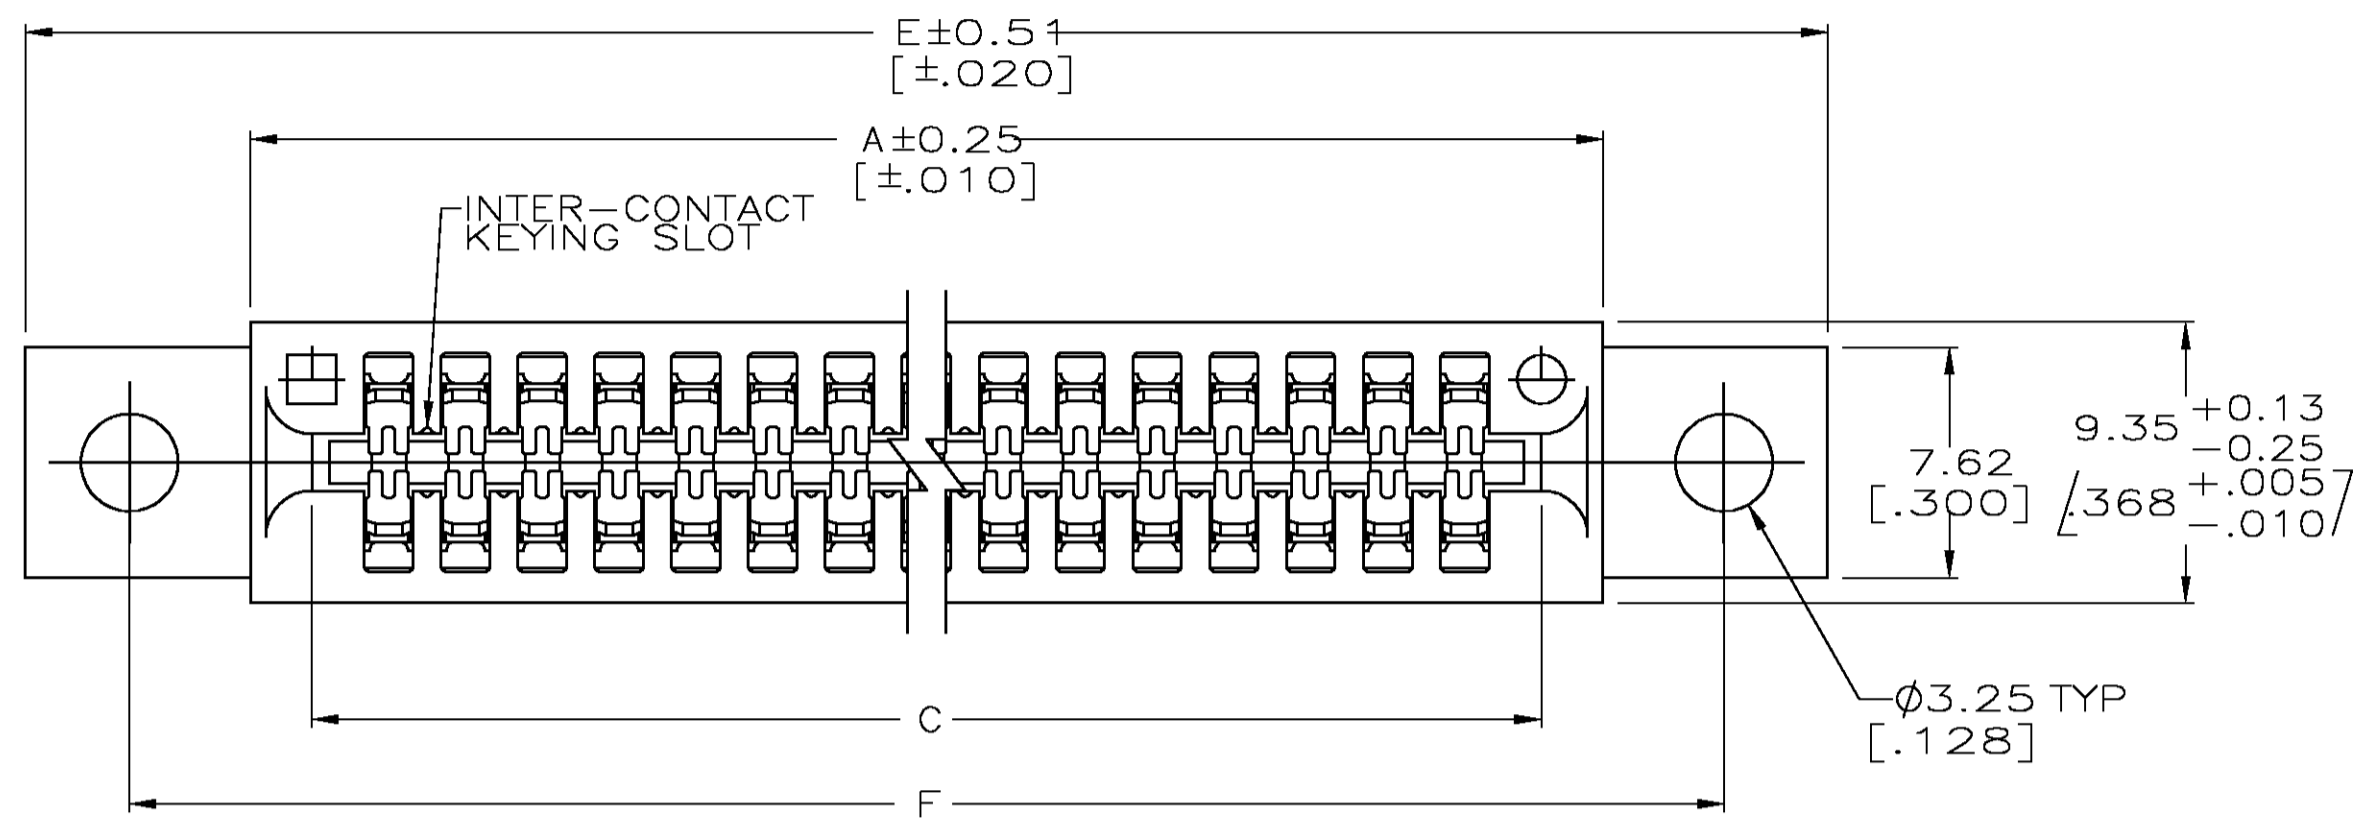 E±0.51
[±.020]
A±0.25
[±.010]
INTER-CONTACT
KEYING SLOT
9.35 +0.13
-0.25
7.62
[.300]
[.368 +.005
-.010]
Ø3.25 TYP
[.128]
C
F